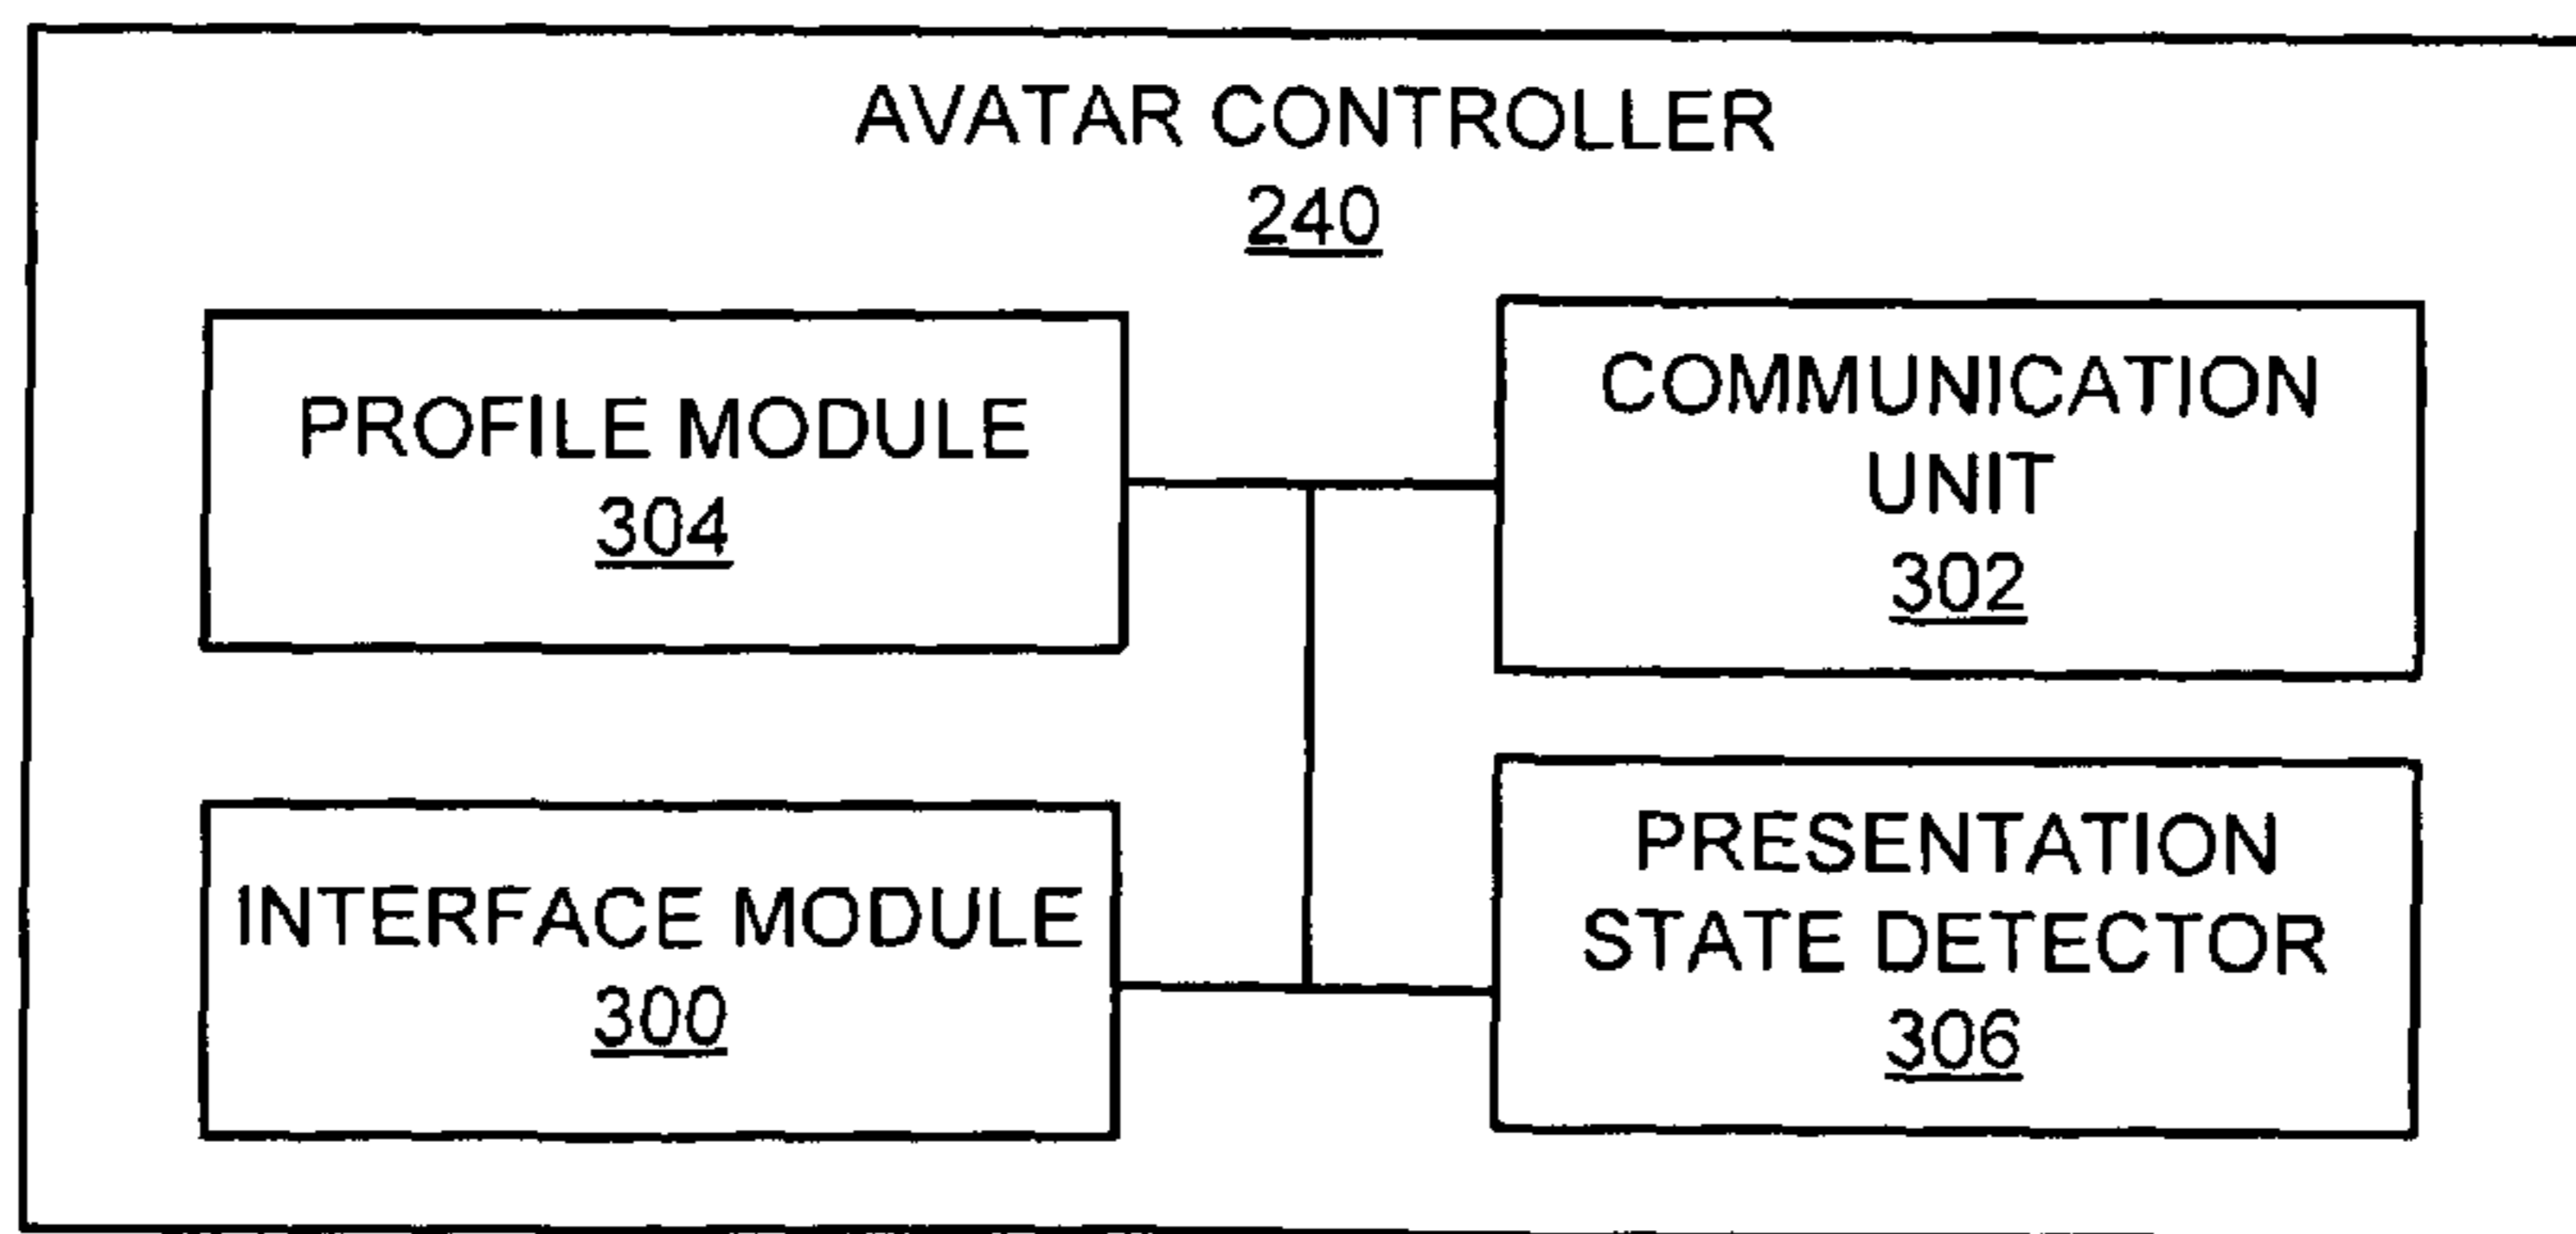 AVATAR CONTROLLER
240
PROFILE MODULE
304
COMMUNICATION
UNIT
302
INTERFACE MODULE
300
PRESENTATION
STATE DETECTOR
306